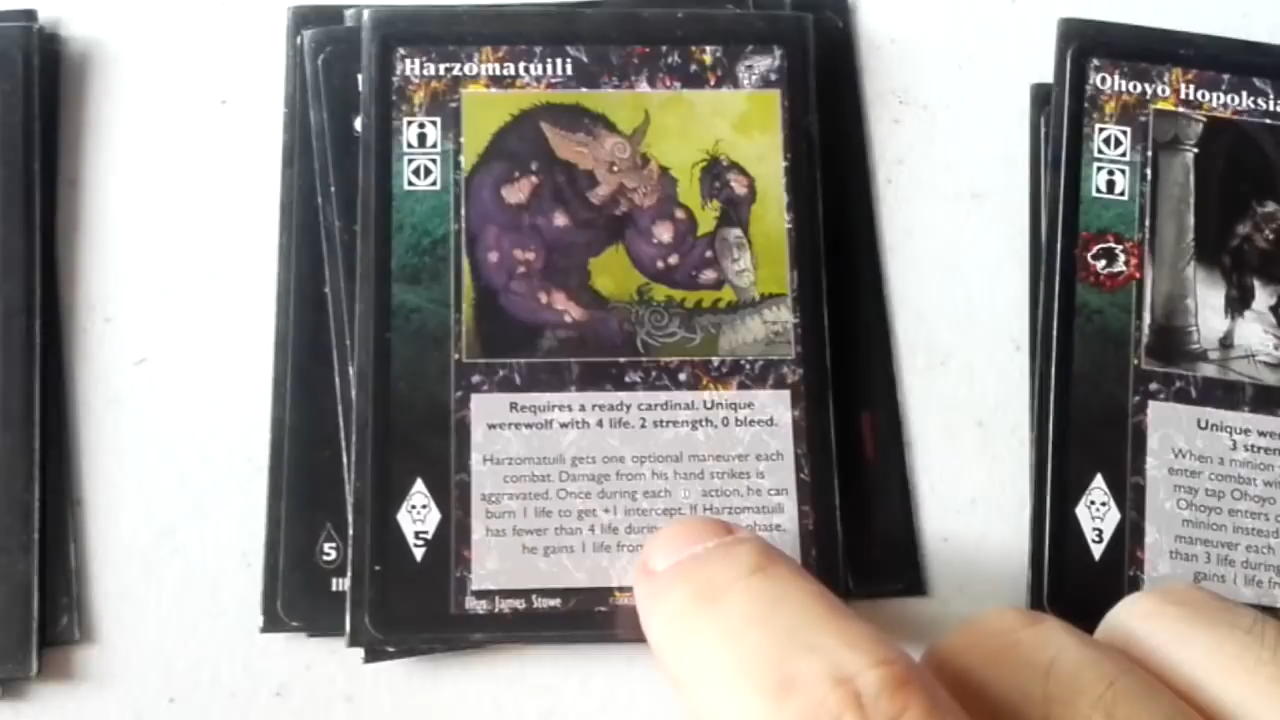 Harzomatuili
Requires a ready cardinal. Unique
werewolf with 4 life. 2 strength, 0 bleed.
Harzomatuili gets one optional maneuver each
combat. Damage from his hand strikes is
aggravated. Once during each action, he can
burn 1 life to get +1 intercept. If Harzomatuili
has fewer than 4 life phase,
he gains 1 life
5
Illus. James Stowe
5
Ohoyo Hopoksia
Unique
3
When a minion
enter combat
may tap Ohoyo
Ohoyo enters
minion instead
maneuver each
than 3 life during
gains 1 life
3